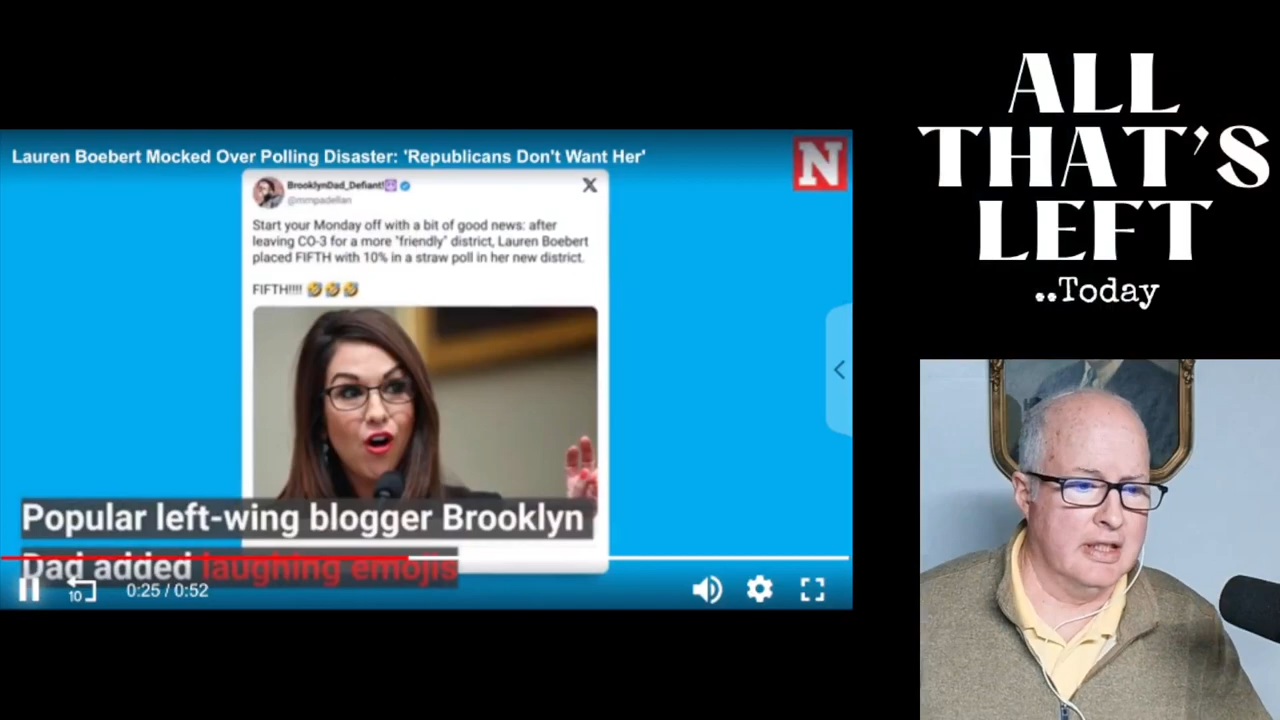 Lauren Boebert Mocked Over Polling Disaster: 'Republicans Don't Want Her'
N
BrooklynDad_Defiant!
@mmpadellan
X
Start your Monday off with a bit of good news: after
leaving CO-3 for a more "friendly" district, Lauren Boebert
placed FIFTH with 10% in a straw poll in her new district.
FIFTH!!!! 🤣🤣🤣
Popular left-wing blogger Brooklyn
Dad added laughing emojis
10
0:25 / 0:52
ALL
THAT'S
LEFT
..Today